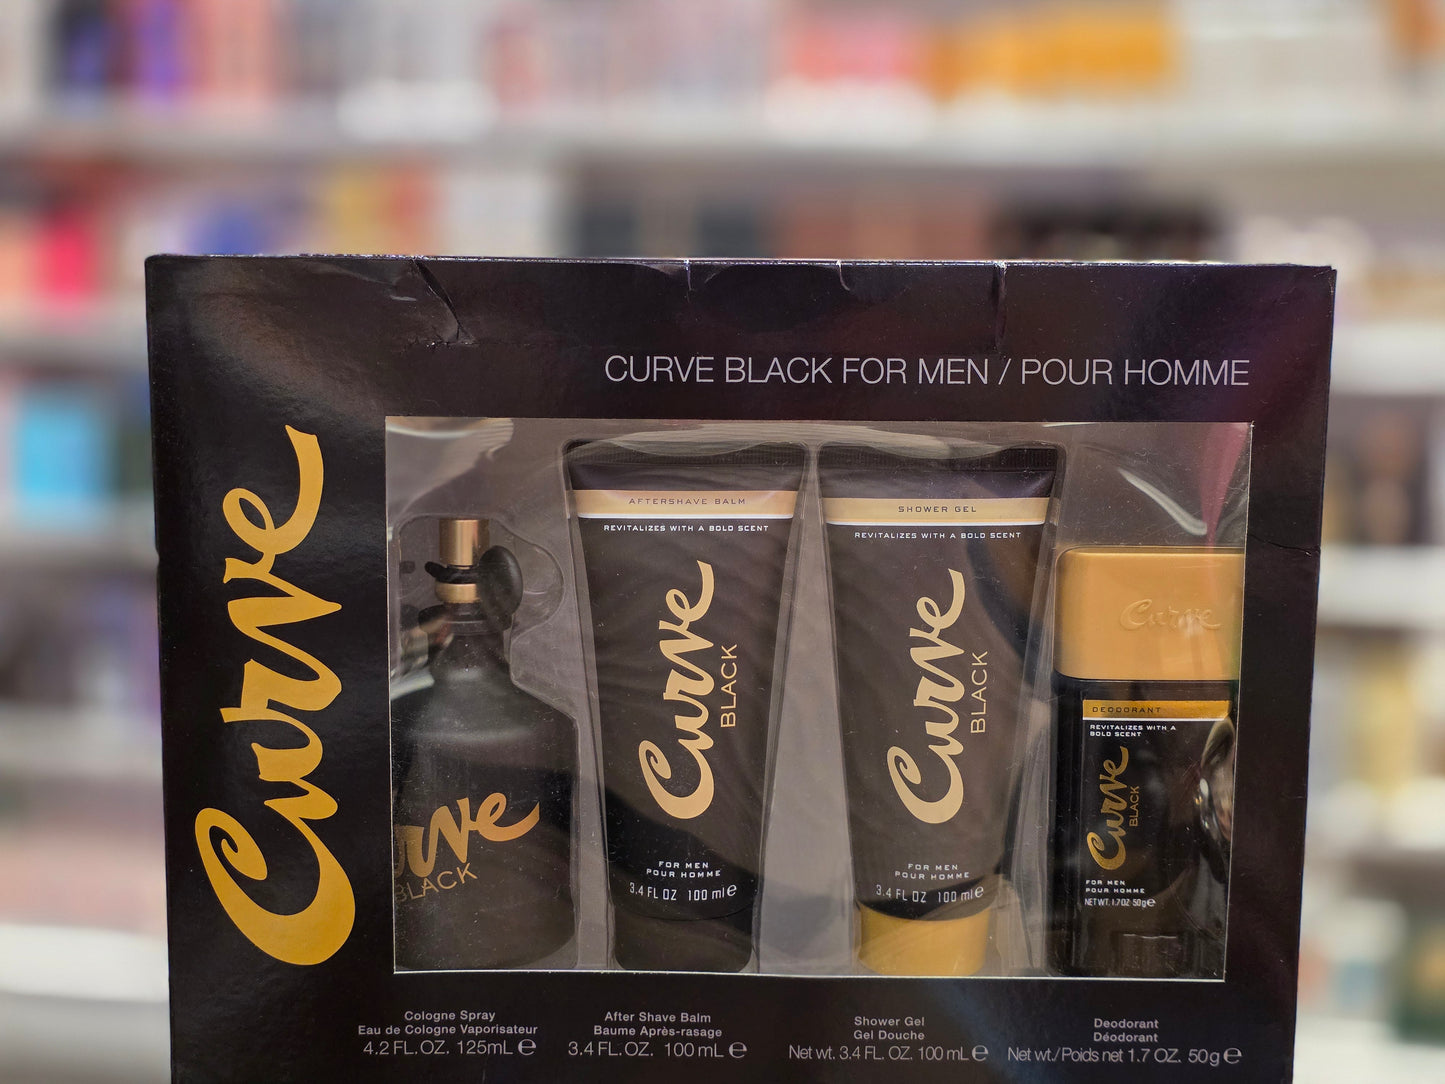 CURVE BLACK FOR MEN / POUR HOMME
Curve
rve
BLACK
AFTERSHAVE BALM
REVITALIZES WITH A BOLD SCENT
Curve
BLACK
FOR MEN
POUR HOMME
3.4 FL OZ 100 ml e
SHOWER GEL
REVITALIZES WITH A BOLD SCENT
Curve
BLACK
FOR MEN
POUR HOMME
3.4 FL OZ 100 ml e
Curve
DEODORANT
REVITALIZES WITH A
BOLD SCENT
Curve
BLACK
FOR MEN
POUR HOMME
NET WT. 1.7 OZ 50g e
Cologne Spray
Eau de Cologne Vaporisateur
4.2 FL. OZ. 125mL e
After Shave Balm
Baume Après-rasage
3.4 FL. OZ. 100 mL e
Shower Gel
Gel Douche
Net wt. 3.4 FL. OZ. 100 mL e
Deodorant
Déodorant
Net wt./Poids net 1.7 OZ. 50g e